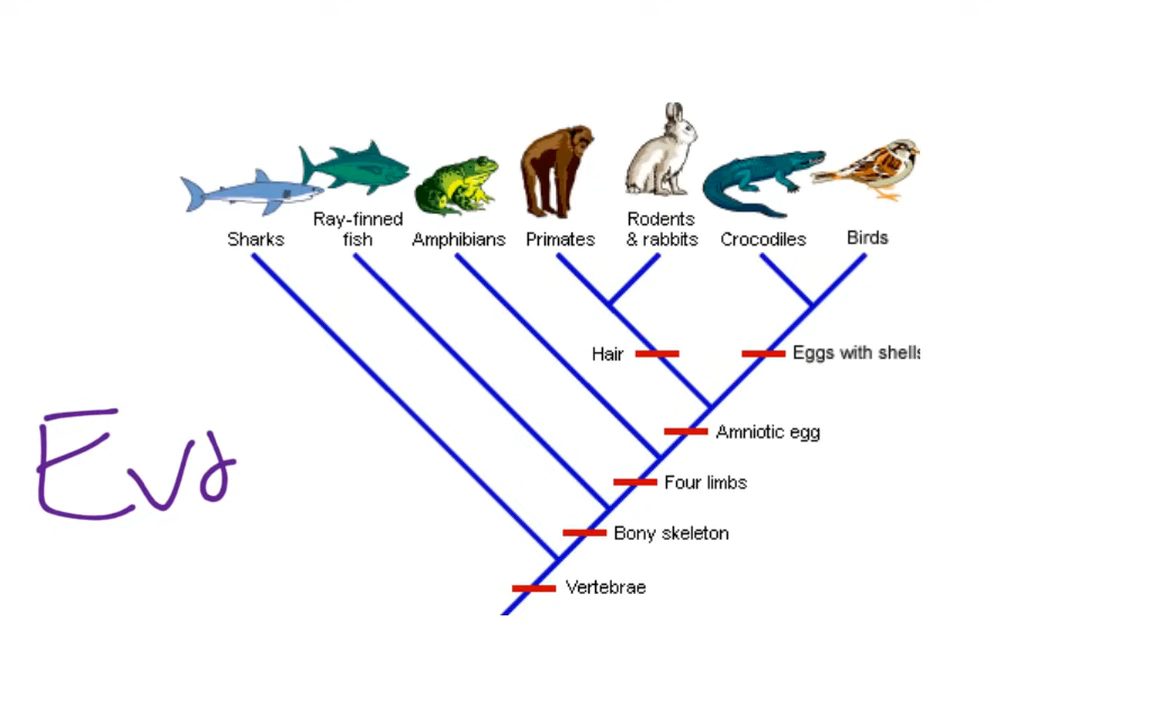 Ray-finned
fish
Rodents
& rabbits
Sharks
Amphibians
Primates
Crocodiles
Birds
Hair
Eggs with shells
Amniotic egg
Four limbs
Bony skeleton
Vertebrae